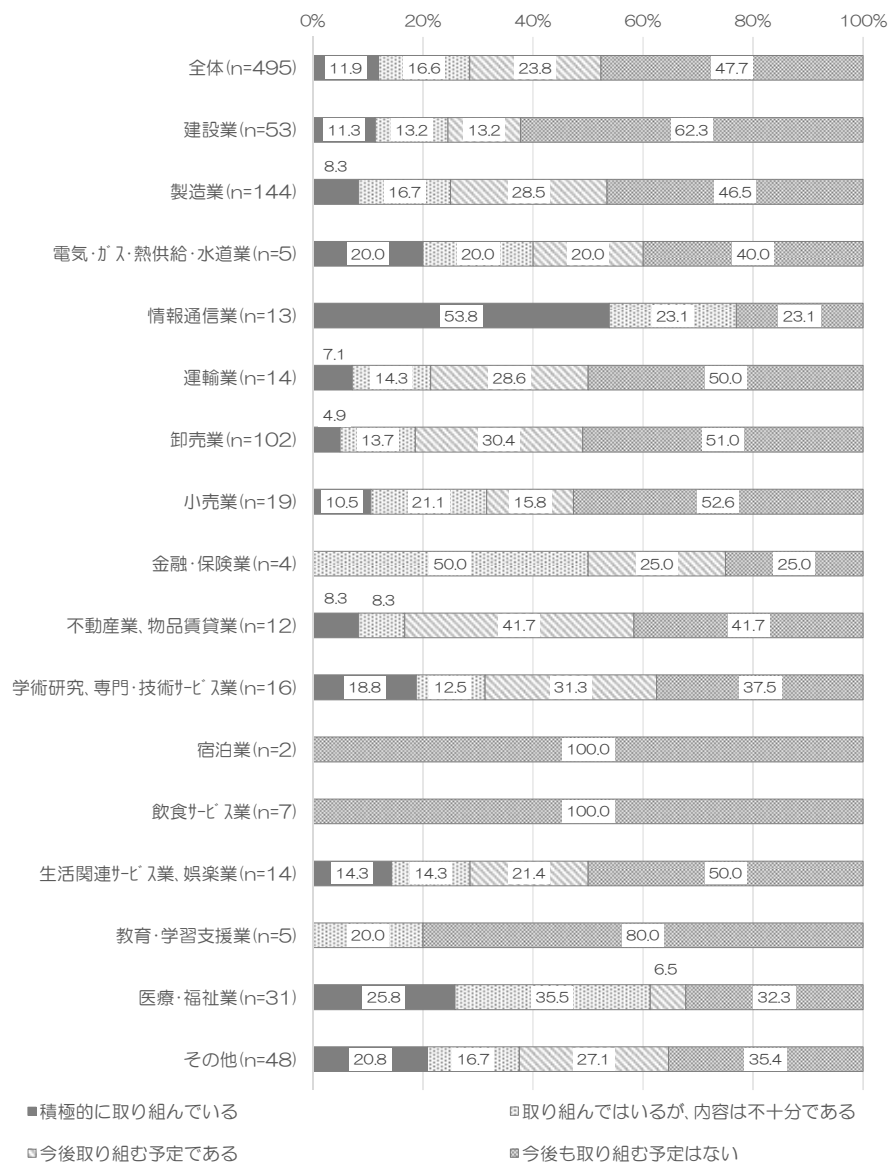 0% 20% 40% 60% 80% 100%
全体(n=495) 11.9 16.6 23.8 47.7
建設業(n=53) 11.3 13.2 13.2 62.3
8.3
製造業(n=144) 16.7 28.5 46.5
電気・ｶﾞｽ・熱供給・水道業(n=5) 20.0 20.0 20.0 40.0
情報通信業(n=13) 53.8 23.1 23.1
7.1
運輸業(n=14) 14.3 28.6 50.0
4.9
卸売業(n=102) 13.7 30.4 51.0
小売業(n=19) 10.5 21.1 15.8 52.6
金融・保険業(n=4) 50.0 25.0 25.0
8.3 8.3
不動産業、物品賃貸業(n=12) 41.7 41.7
学術研究、専門・技術ｻｰﾋﾞｽ業(n=16) 18.8 12.5 31.3 37.5
宿泊業(n=2) 100.0
飲食ｻｰﾋﾞｽ業(n=7) 100.0
生活関連ｻｰﾋﾞｽ業、娯楽業(n=14) 14.3 14.3 21.4 50.0
教育・学習支援業(n=5) 20.0 80.0
6.5
医療・福祉業(n=31) 25.8 35.5 32.3
その他(n=48) 20.8 16.7 27.1 35.4
積極的に取り組んでいる 取り組んではいるが、内容は不十分である
今後取り組む予定である 今後も取り組む予定はない